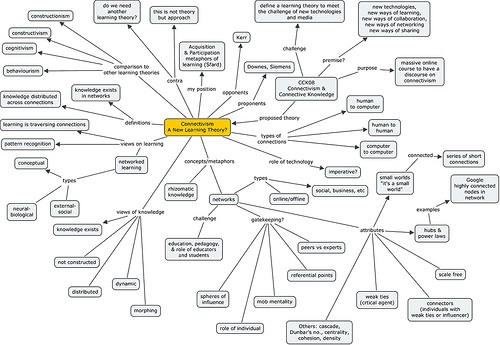 constructionism
do we need
another
learning theory?
this is not theory
but approach
define a learning theory to meet
the challenge of new technologies
and media
new technologies,
new ways of learning,
new ways of collaboration,
new ways of networking
new ways of sharing
constructivism
cognitivism
behaviourism
comparison to
other learning theories
contra
Acquisition
& Participation
metaphors of
learning (Sfard)
my position
Kerr
opponents
Downes, Siemens
proponents
challenge
premise?
CCK08
Connectivism &
Connective Knowledge
purpose
massive online
course to have a
discourse on
connectivism
proposed theory
knowledge exists
in networks
knowledge distributed
across connections
definitions
learning is traversing connections
pattern recognition
views on learning
Connectivism
A New Learning Theory?
types of
connections
human
to computer
human to
human
computer
to computer
role of technology
imperative?
conceptual
types
networked
learning
neural-
biological
external-
social
concepts/metaphors
rhizomatic
knowledge
networks
types
social, business, etc
online/offline
connected
series of short
connections
small worlds
"it's a small
world"
Google
highly connected
nodes in
network
examples
hubs &
power laws
attributes
views of knowledge
knowledge exists
not constructed
distributed
dynamic
morphing
challenge
education, pedagogy,
& role of educators
and students
gatekeeping?
peers vs experts
referential points
mob mentality
spheres of
influence
role of individual
scale free
weak ties
(crtical agent)
connectors
(individuals with
weak ties or influencer)
Others: cascade,
Dunbar's no., centrality,
cohesion, density